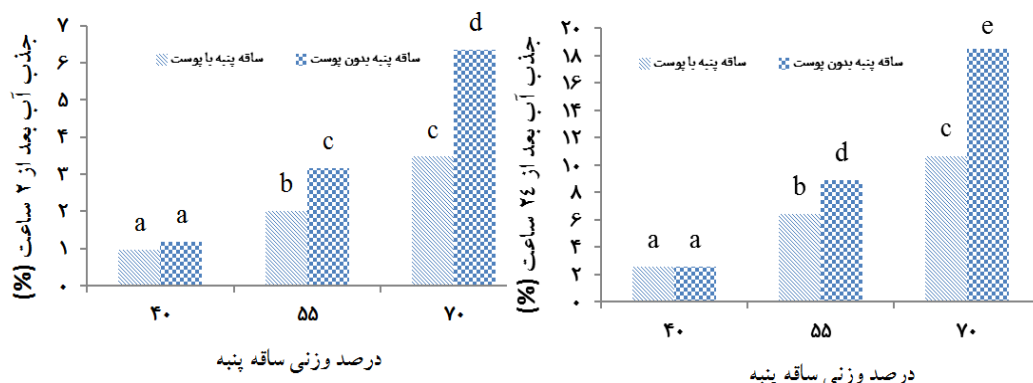 جذب آب بعد از ۲ ساعت (%)
۷
۶
۵
۴
۳
۲
۱
۰
ساقه پنبه با پوست
ساقه پنبه بدون پوست
a
a
b
c
c
d
۴۰
۵۵
۷۰
درصد وزنی ساقه پنبه
جذب آب بعد از ۲٤ ساعت (%)
۲۰
۱۸
۱۶
۱۴
۱۲
۱۰
۸
۶
۴
۲
۰
ساقه پنبه با پوست
ساقه پنبه بدون پوست
a
a
b
d
c
e
۴۰
۵۵
۷۰
درصد وزنی ساقه پنبه